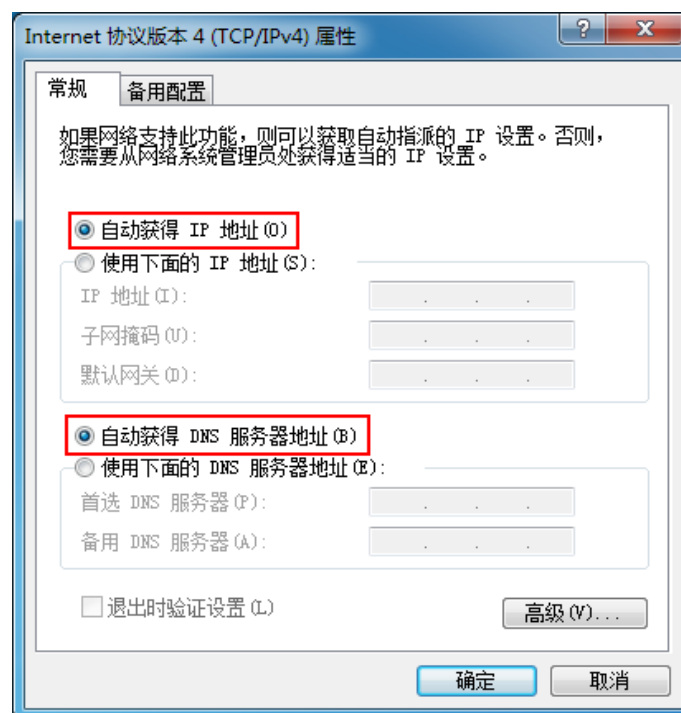 Internet 协议版本 4 (TCP/IPv4) 属性
常规
备用配置
如果网络支持此功能，则可以获取自动指派的 IP 设置。否则，
您需要从网络系统管理员处获得适当的 IP 设置。
自动获得 IP 地址(O)
使用下面的 IP 地址(S):
IP 地址(I):
子网掩码(U):
默认网关(D):
自动获得 DNS 服务器地址(B)
使用下面的 DNS 服务器地址(E):
首选 DNS 服务器(P):
备用 DNS 服务器(A):
退出时验证设置(L)
高级(V)...
确定
取消